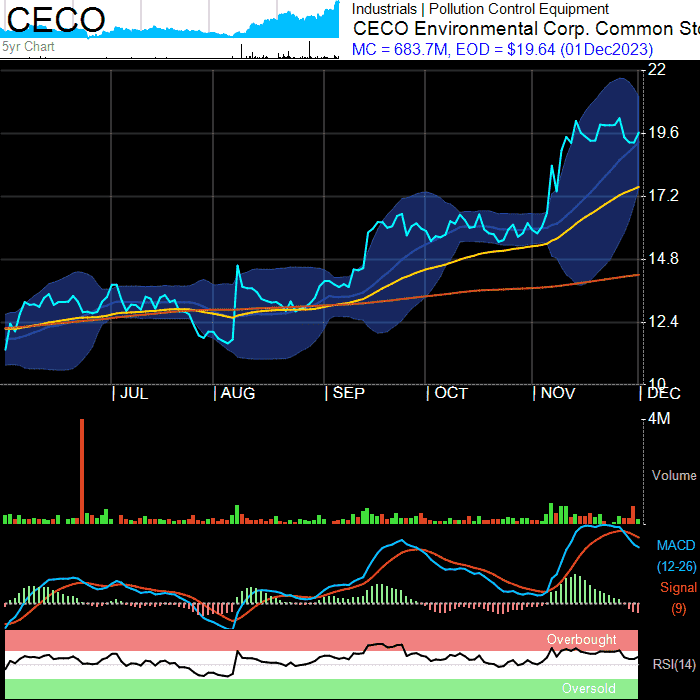 CECO
5yr Chart
Industrials | Pollution Control Equipment
CECO Environmental Corp. Common Sto
MC = 683.7M, EOD = $19.64 (01Dec2023)
22
19.6
17.2
14.8
12.4
10
JUL AUG SEP OCT NOV DEC
4M
Volume
MACD
(12-26)
Signal
(9)
Overbought
RSI(14)
Oversold